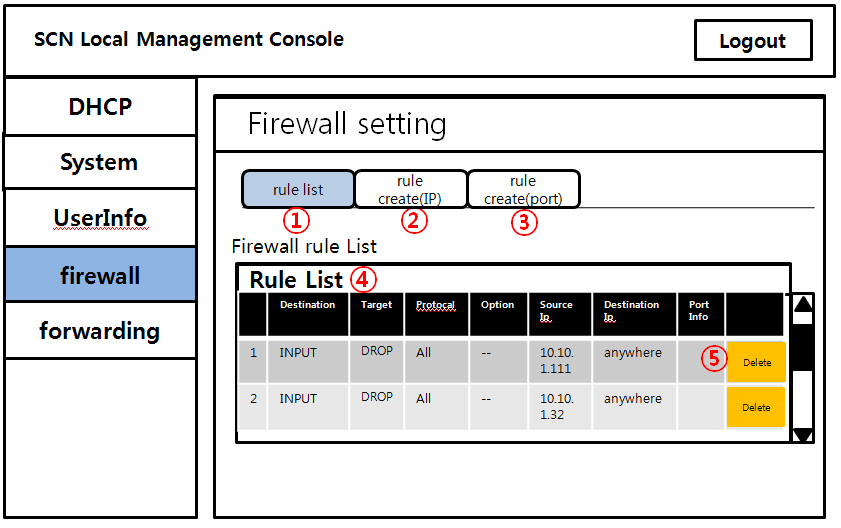 SCN Local Management Console
Logout
DHCP
System
UserInfo
firewall
forwarding
Firewall setting
rule list
rule
create(IP)
rule
create(port)
①
②
③
Firewall rule List
Rule List ④
Destination Target Protocal Option Source Destination Port
Ip Ip Info
1 INPUT DROP All -- 10.10. anywhere ⑤ Delete
1.111
2 INPUT DROP All -- 10.10. anywhere Delete
1.32